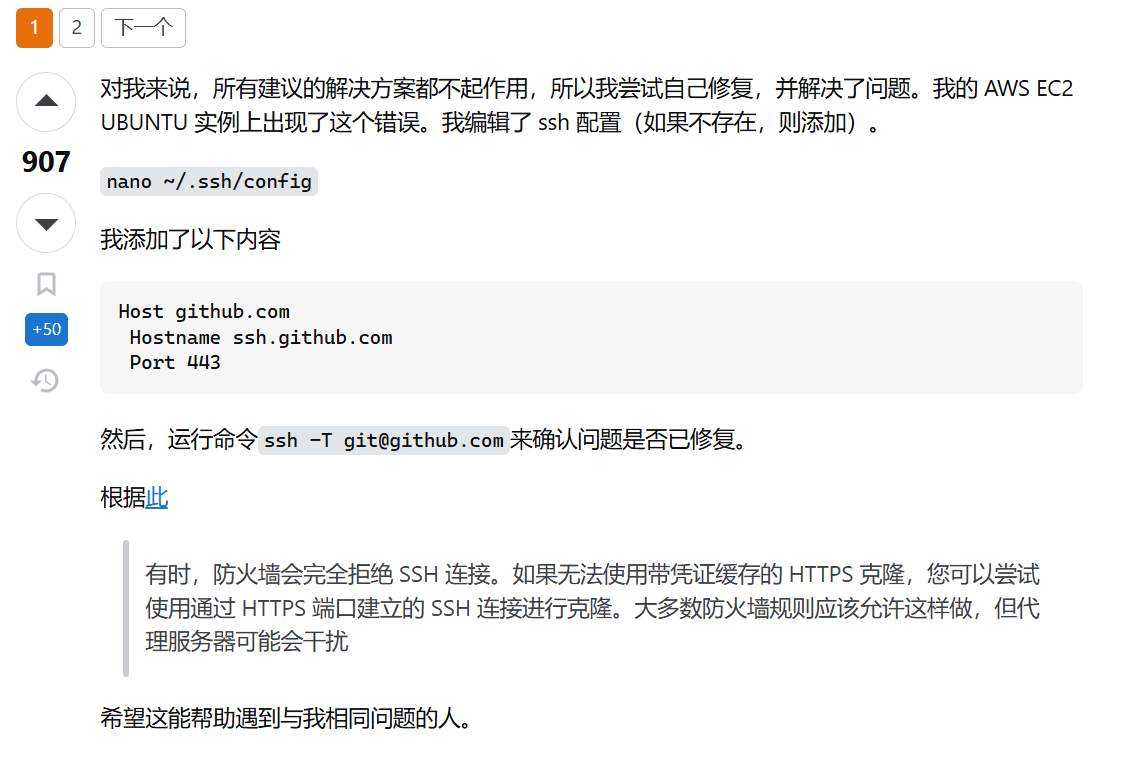 1 2 下一个
对我来说，所有建议的解决方案都不起作用，所以我尝试自己修复，并解决了问题。我的 AWS EC2
UBUNTU 实例上出现了这个错误。我编辑了 ssh 配置（如果不存在，则添加）。
907
nano ~/.ssh/config
我添加了以下内容
+50
Host github.com
 Hostname ssh.github.com
 Port 443
然后，运行命令ssh -T git@github.com来确认问题是否已修复。
根据此
有时，防火墙会完全拒绝 SSH 连接。如果无法使用带凭证缓存的 HTTPS 克隆，您可以尝试
使用通过 HTTPS 端口建立的 SSH 连接进行克隆。大多数防火墙规则应该允许这样做，但代
理服务器可能会干扰
希望这能帮助遇到与我相同问题的人。